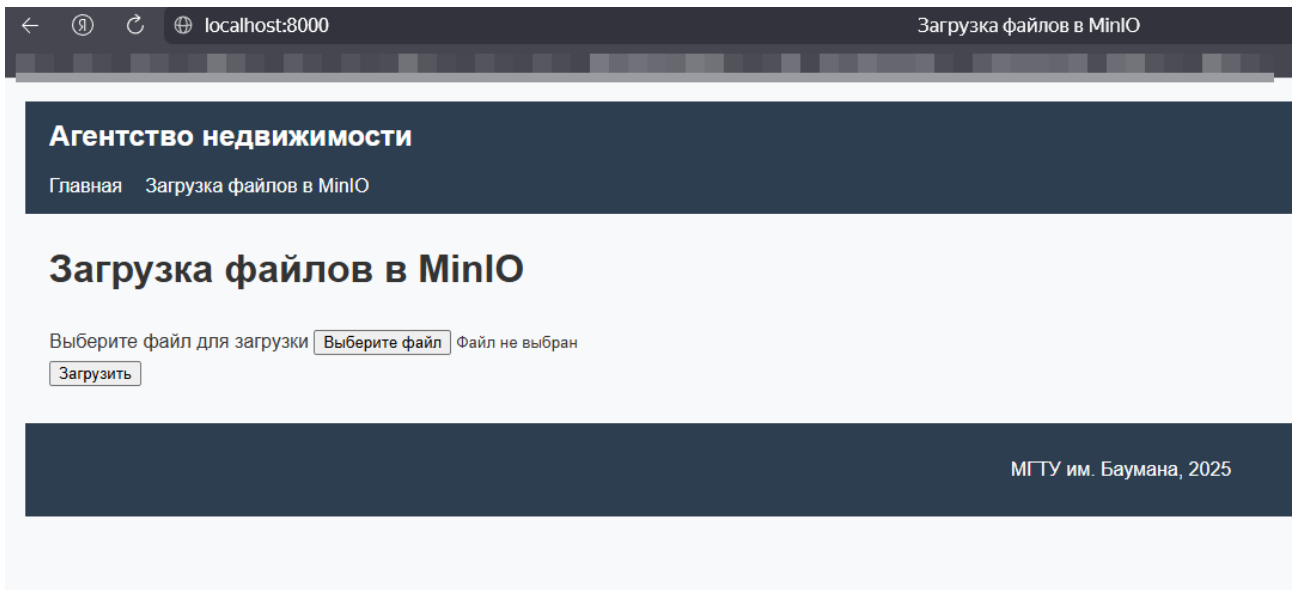 localhost:8000 Загрузка файлов в MinIO
Агентство недвижимости
Главная Загрузка файлов в MinIO
Загрузка файлов в MinIO
Выберите файл для загрузки Выберите файл Файл не выбран
Загрузить
МГТУ им. Баумана, 2025